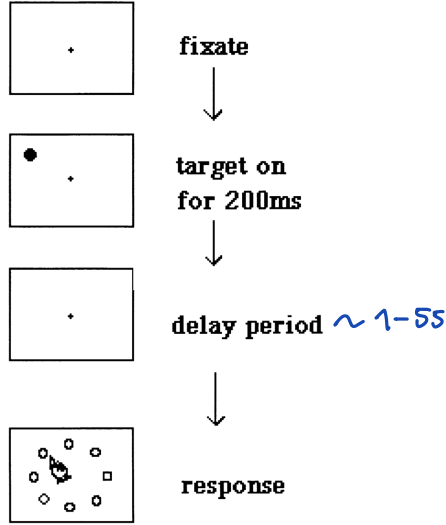 fixate
target on
for 200ms
delay period ~ 1-5s
response